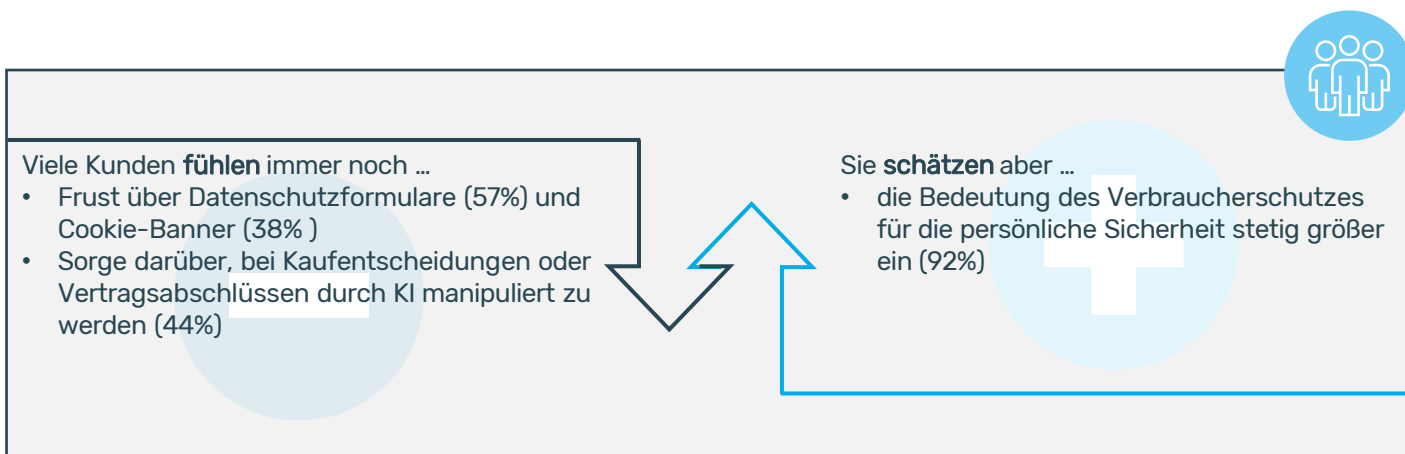 Viele Kunden fühlen immer noch ...
• Frust über Datenschutzformulare (57%) und
Cookie-Banner (38% )
• Sorge darüber, bei Kaufentscheidungen oder
Vertragsabschlüssen durch KI manipuliert zu
werden (44%)
Sie schätzen aber ...
• die Bedeutung des Verbraucherschutzes
für die persönliche Sicherheit stetig größer
ein (92%)